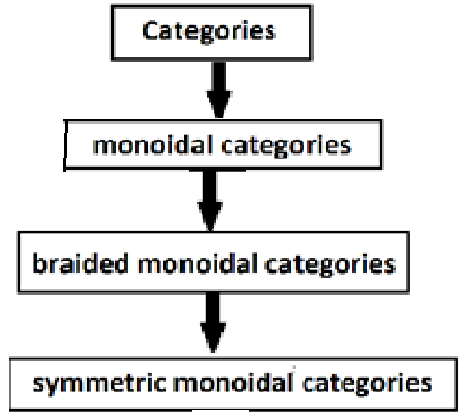 Categories
monoidal categories
braided monoidal categories
symmetric monoidal categories